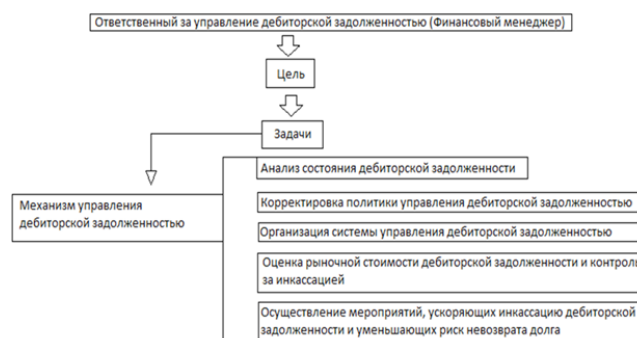 Ответственный за управление дебиторской задолженностью (Финансовый менеджер)
Цель
Задачи
Анализ состояния дебиторской задолженности
Механизм управления
дебиторской задолженностью
Корректировка политики управления дебиторской задолженностью
Организация системы управления дебиторской задолженностью
Оценка рыночной стоимости дебиторской задолженности и контроль
за инкассацией
Осуществление мероприятий, ускоряющих инкассацию дебиторской
задолженности и уменьшающих риск невозврата долга